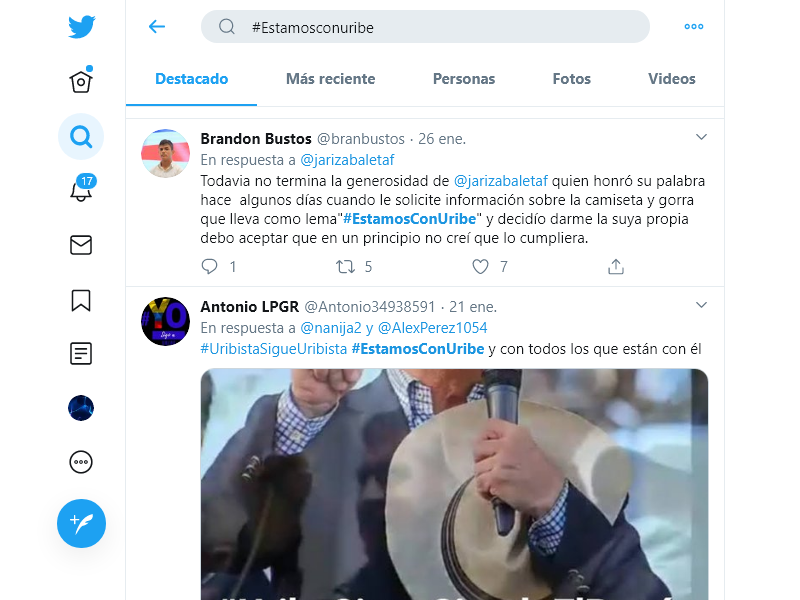 #Estamosconuribe
Destacado Más reciente Personas Fotos Videos
Brandon Bustos @branbustos · 26 ene.
En respuesta a @jarizabaletaf
Todavia no termina la generosidad de @jarizabaletaf quien honró su palabra
hace algunos días cuando le solicite información sobre la camiseta y gorra
que lleva como lema"#EstamosConUribe" y decidío darme la suya propia
debo aceptar que en un principio no creí que lo cumpliera.
1 5 7
17
YO
Antonio LPGR @Antonio34938591 · 21 ene.
En respuesta a @nanija2 y @AlexPerez1054
#UribistaSigueUribista #EstamosConUribe y con todos los que están con él